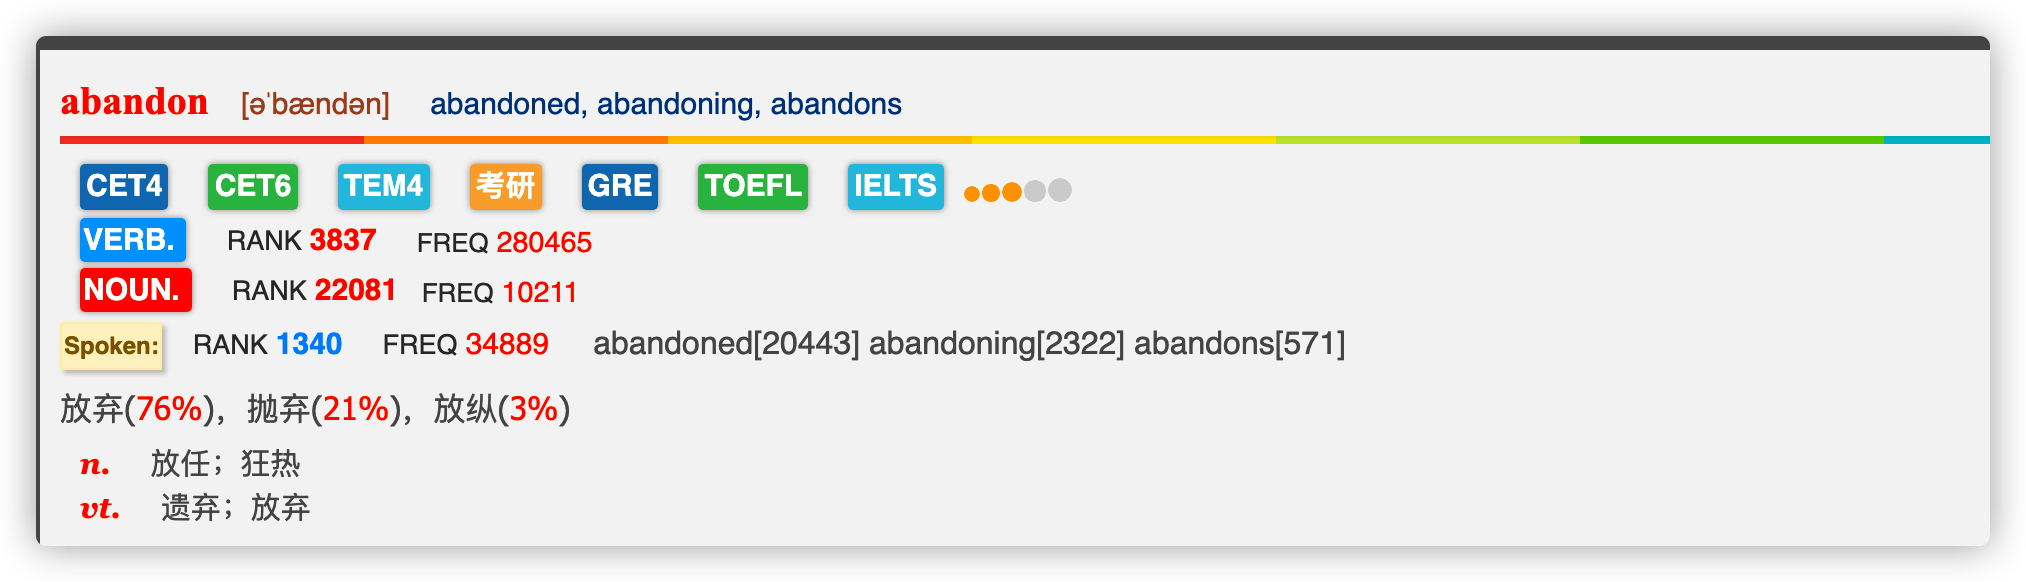 abandon [ə'bændən] abandoned, abandoning, abandons
CET4 CET6 TEM4 考研 GRE TOEFL IELTS
VERB. RANK 3837 FREQ 280465
NOUN. RANK 22081 FREQ 10211
Spoken: RANK 1340 FREQ 34889 abandoned[20443] abandoning[2322] abandons[571]
放弃(76%)，抛弃(21%)，放纵(3%)
n. 放任；狂热
vt. 遗弃；放弃